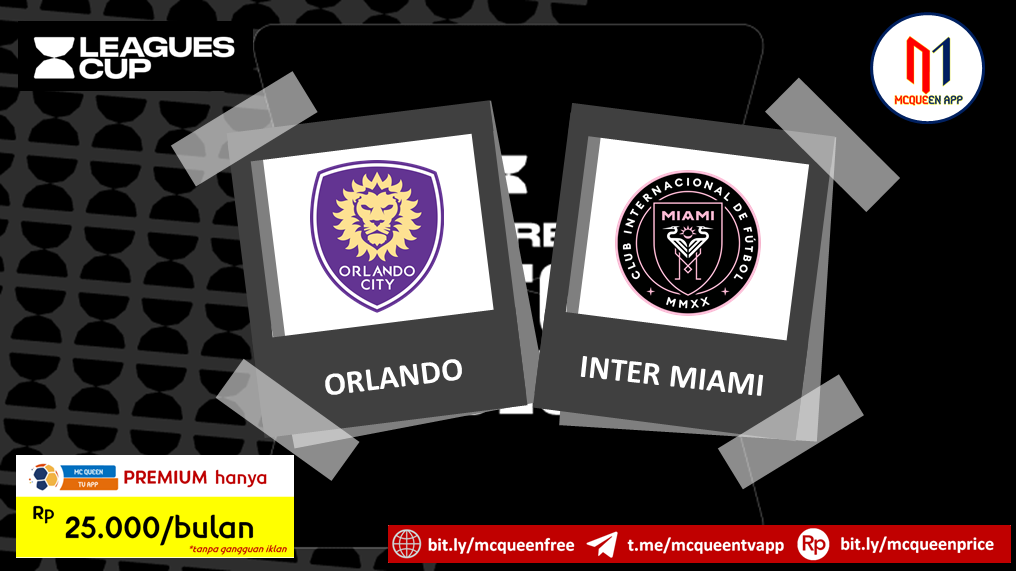 LEAGUES
CUP
MCQUEEN APP
ORLANDO
CITY
CLUB INTERNACIONAL DE FÚTBOL
MIAMI
MMXX
ORLANDO
INTER MIAMI
MC QUEEN
TV APP
PREMIUM hanya
Rp 25.000/bulan
*tanpa gangguan iklan
bit.ly/mcqueenfree
t.me/mcqueentvapp
Rp
bit.ly/mcqueenprice